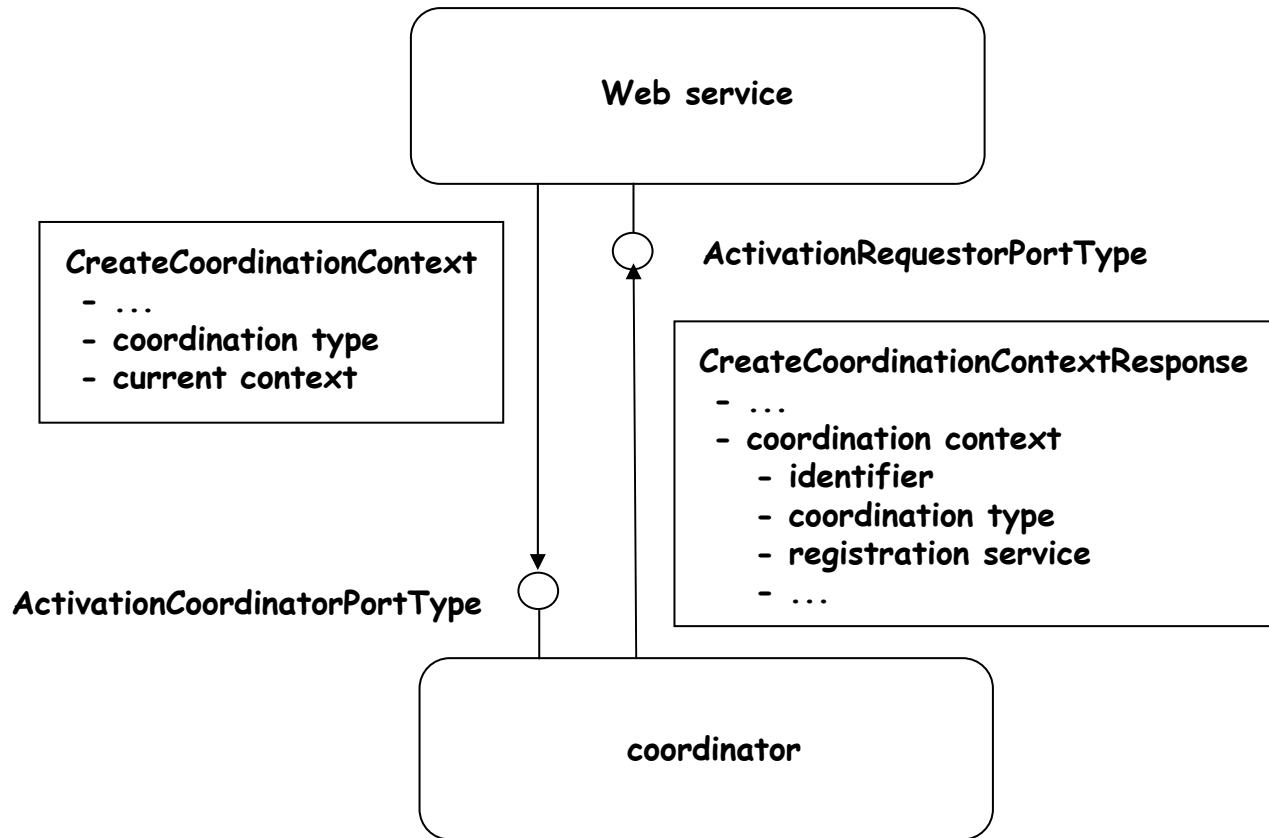 Web service
CreateCoordinationContext
- ...
- coordination type
- current context
ActivationRequestorPortType
CreateCoordinationContextResponse
- ...
- coordination context
- identifier
- coordination type
- registration service
- ...
ActivationCoordinatorPortType
coordinator